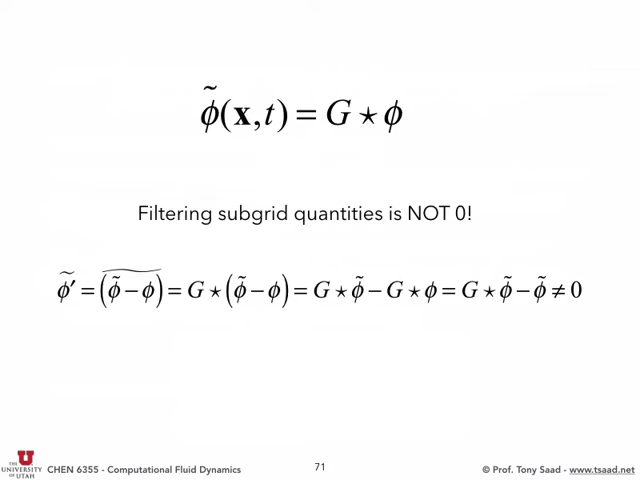 φ̃(x,t) = G ⋆ φ
Filtering subgrid quantities is NOT 0!
φ̃′ = (φ̃ − φ)~ = G ⋆ (φ̃ − φ) = G ⋆ φ̃ − G ⋆ φ = G ⋆ φ̃ − φ̃ ≠ 0
U
THE
UNIVERSITY
OF UTAH
CHEN 6355 - Computational Fluid Dynamics
71
© Prof. Tony Saad - www.tsaad.net